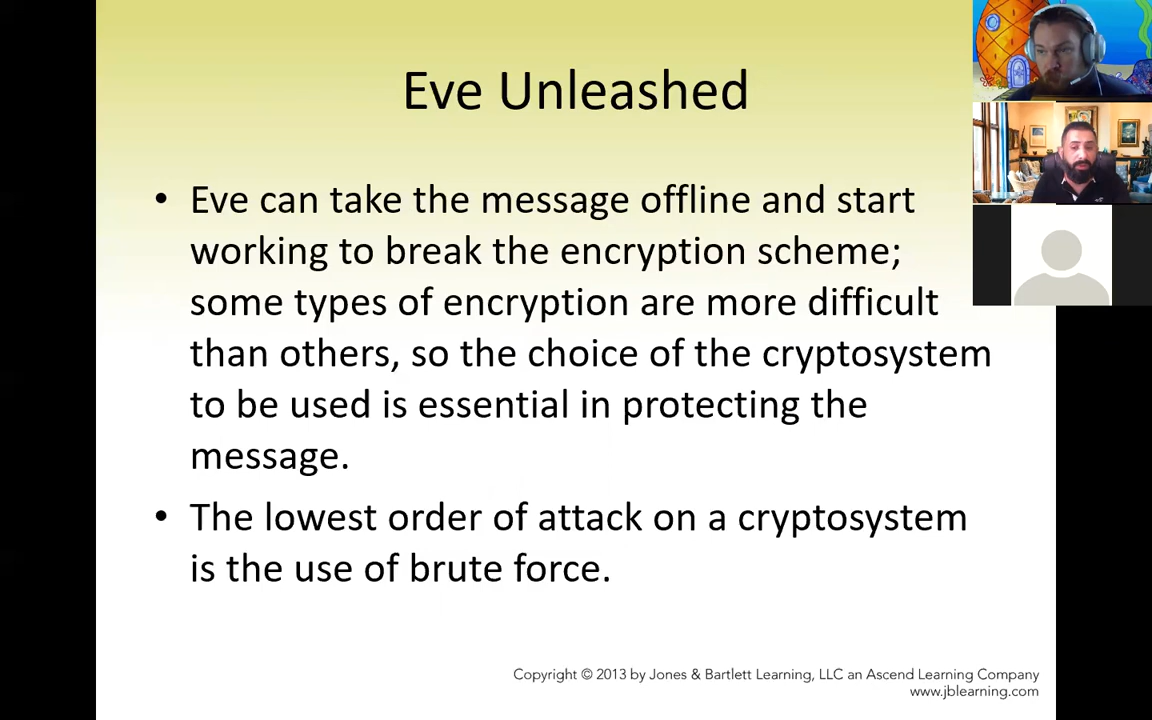 Eve Unleashed
• Eve can take the message offline and start
working to break the encryption scheme;
some types of encryption are more difficult
than others, so the choice of the cryptosystem
to be used is essential in protecting the
message.
• The lowest order of attack on a cryptosystem
is the use of brute force.
Copyright © 2013 by Jones & Bartlett Learning, LLC an Ascend Learning Company
www.jblearning.com